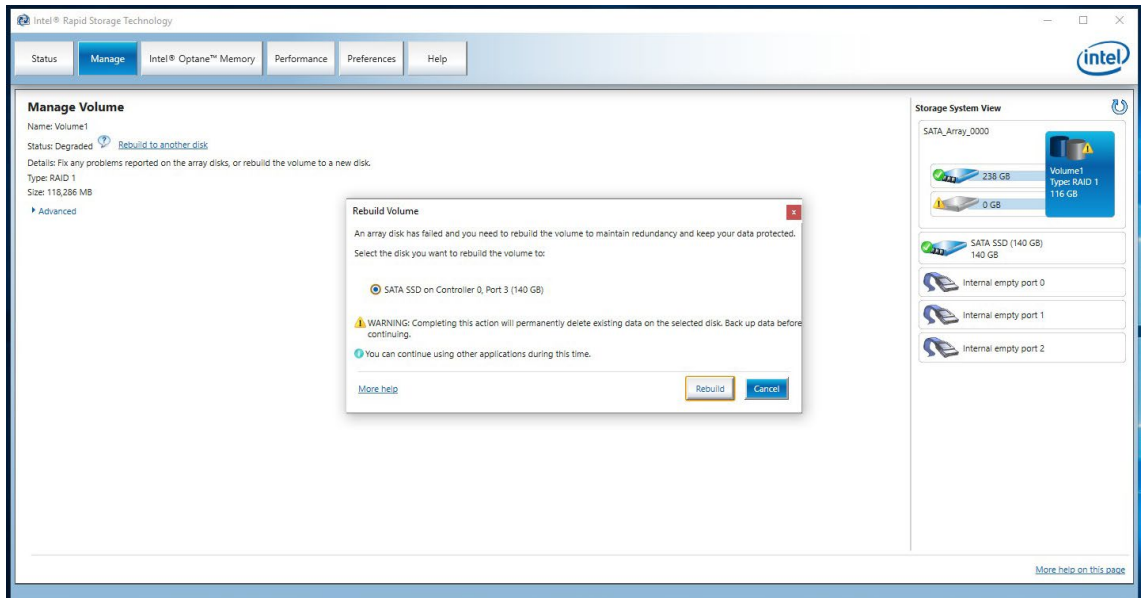 Intel® Rapid Storage Technology
Status
Manage
Intel® Optane™ Memory
Performance
Preferences
Help
intel
Manage Volume
Name: Volume1
Status: Degraded
Rebuild to another disk
Details: Fix any problems reported on the array disks, or rebuild the volume to a new disk.
Type: RAID 1
Size: 118,286 MB
Advanced
Rebuild Volume
An array disk has failed and you need to rebuild the volume to maintain redundancy and keep your data protected.
Select the disk you want to rebuild the volume to:
SATA SSD on Controller 0, Port 3 (140 GB)
WARNING: Completing this action will permanently delete existing data on the selected disk. Back up data before
continuing.
You can continue using other applications during this time.
More help
Rebuild
Cancel
Storage System View
SATA_Array_0000
238 GB
0 GB
Volume1
Type: RAID 1
116 GB
SATA SSD (140 GB)
140 GB
Internal empty port 0
Internal empty port 1
Internal empty port 2
More help on this page